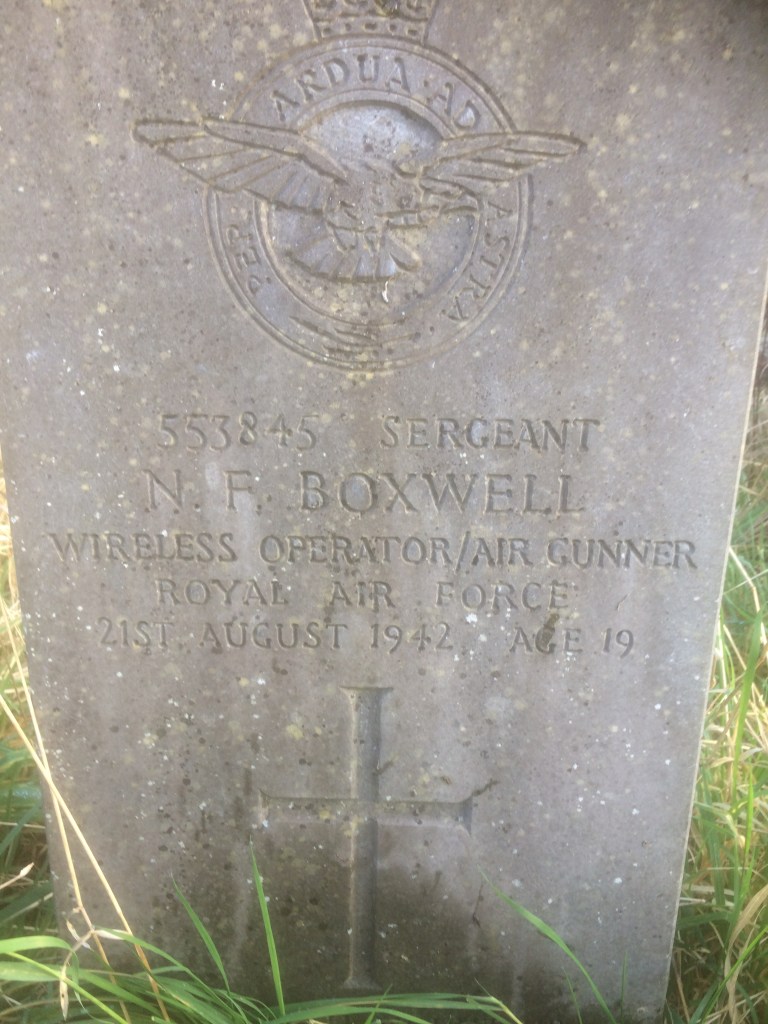 PER ARDUA AD ASTRA
553845 SERGEANT
N. F. BOXWELL
WIRELESS OPERATOR/AIR GUNNER
ROYAL AIR FORCE
21ST. AUGUST 1942 AGE 19